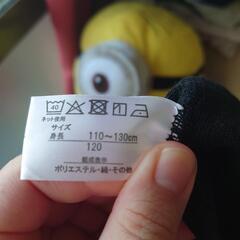 40
ネット使用
サイズ
身長 110～130cm
120
組成表示
ポリエステル・綿・その他